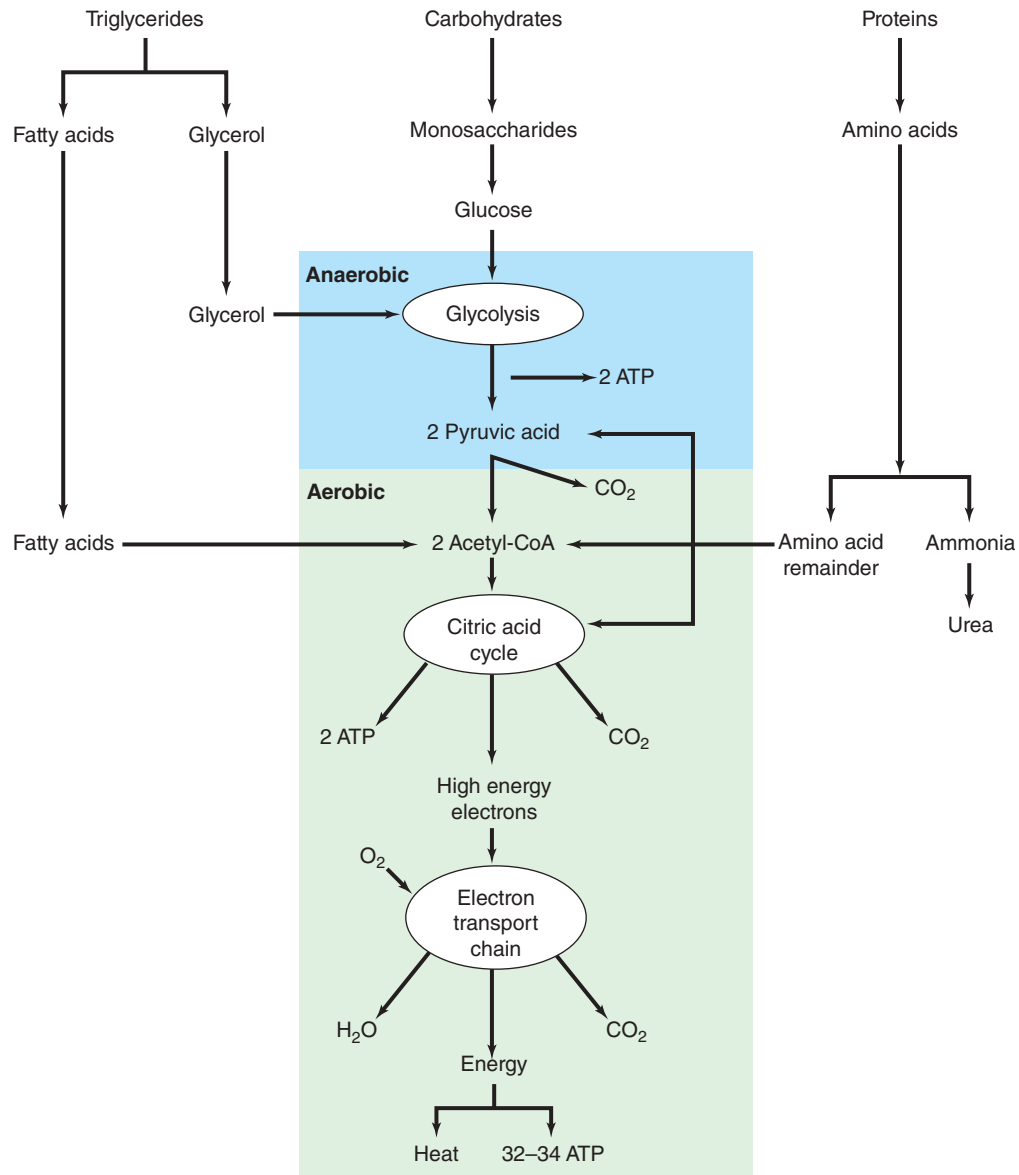 Triglycerides
Carbohydrates
Proteins
Fatty acids
Glycerol
Monosaccharides
Amino acids
Glucose
Anaerobic
Glycerol
Glycolysis
2 ATP
2 Pyruvic acid
Aerobic
CO₂
Fatty acids
2 Acetyl-CoA
Amino acid
remainder
Ammonia
Urea
Citric acid
cycle
2 ATP
CO₂
High energy
electrons
O₂
Electron
transport
chain
H₂O
CO₂
Energy
Heat
32–34 ATP